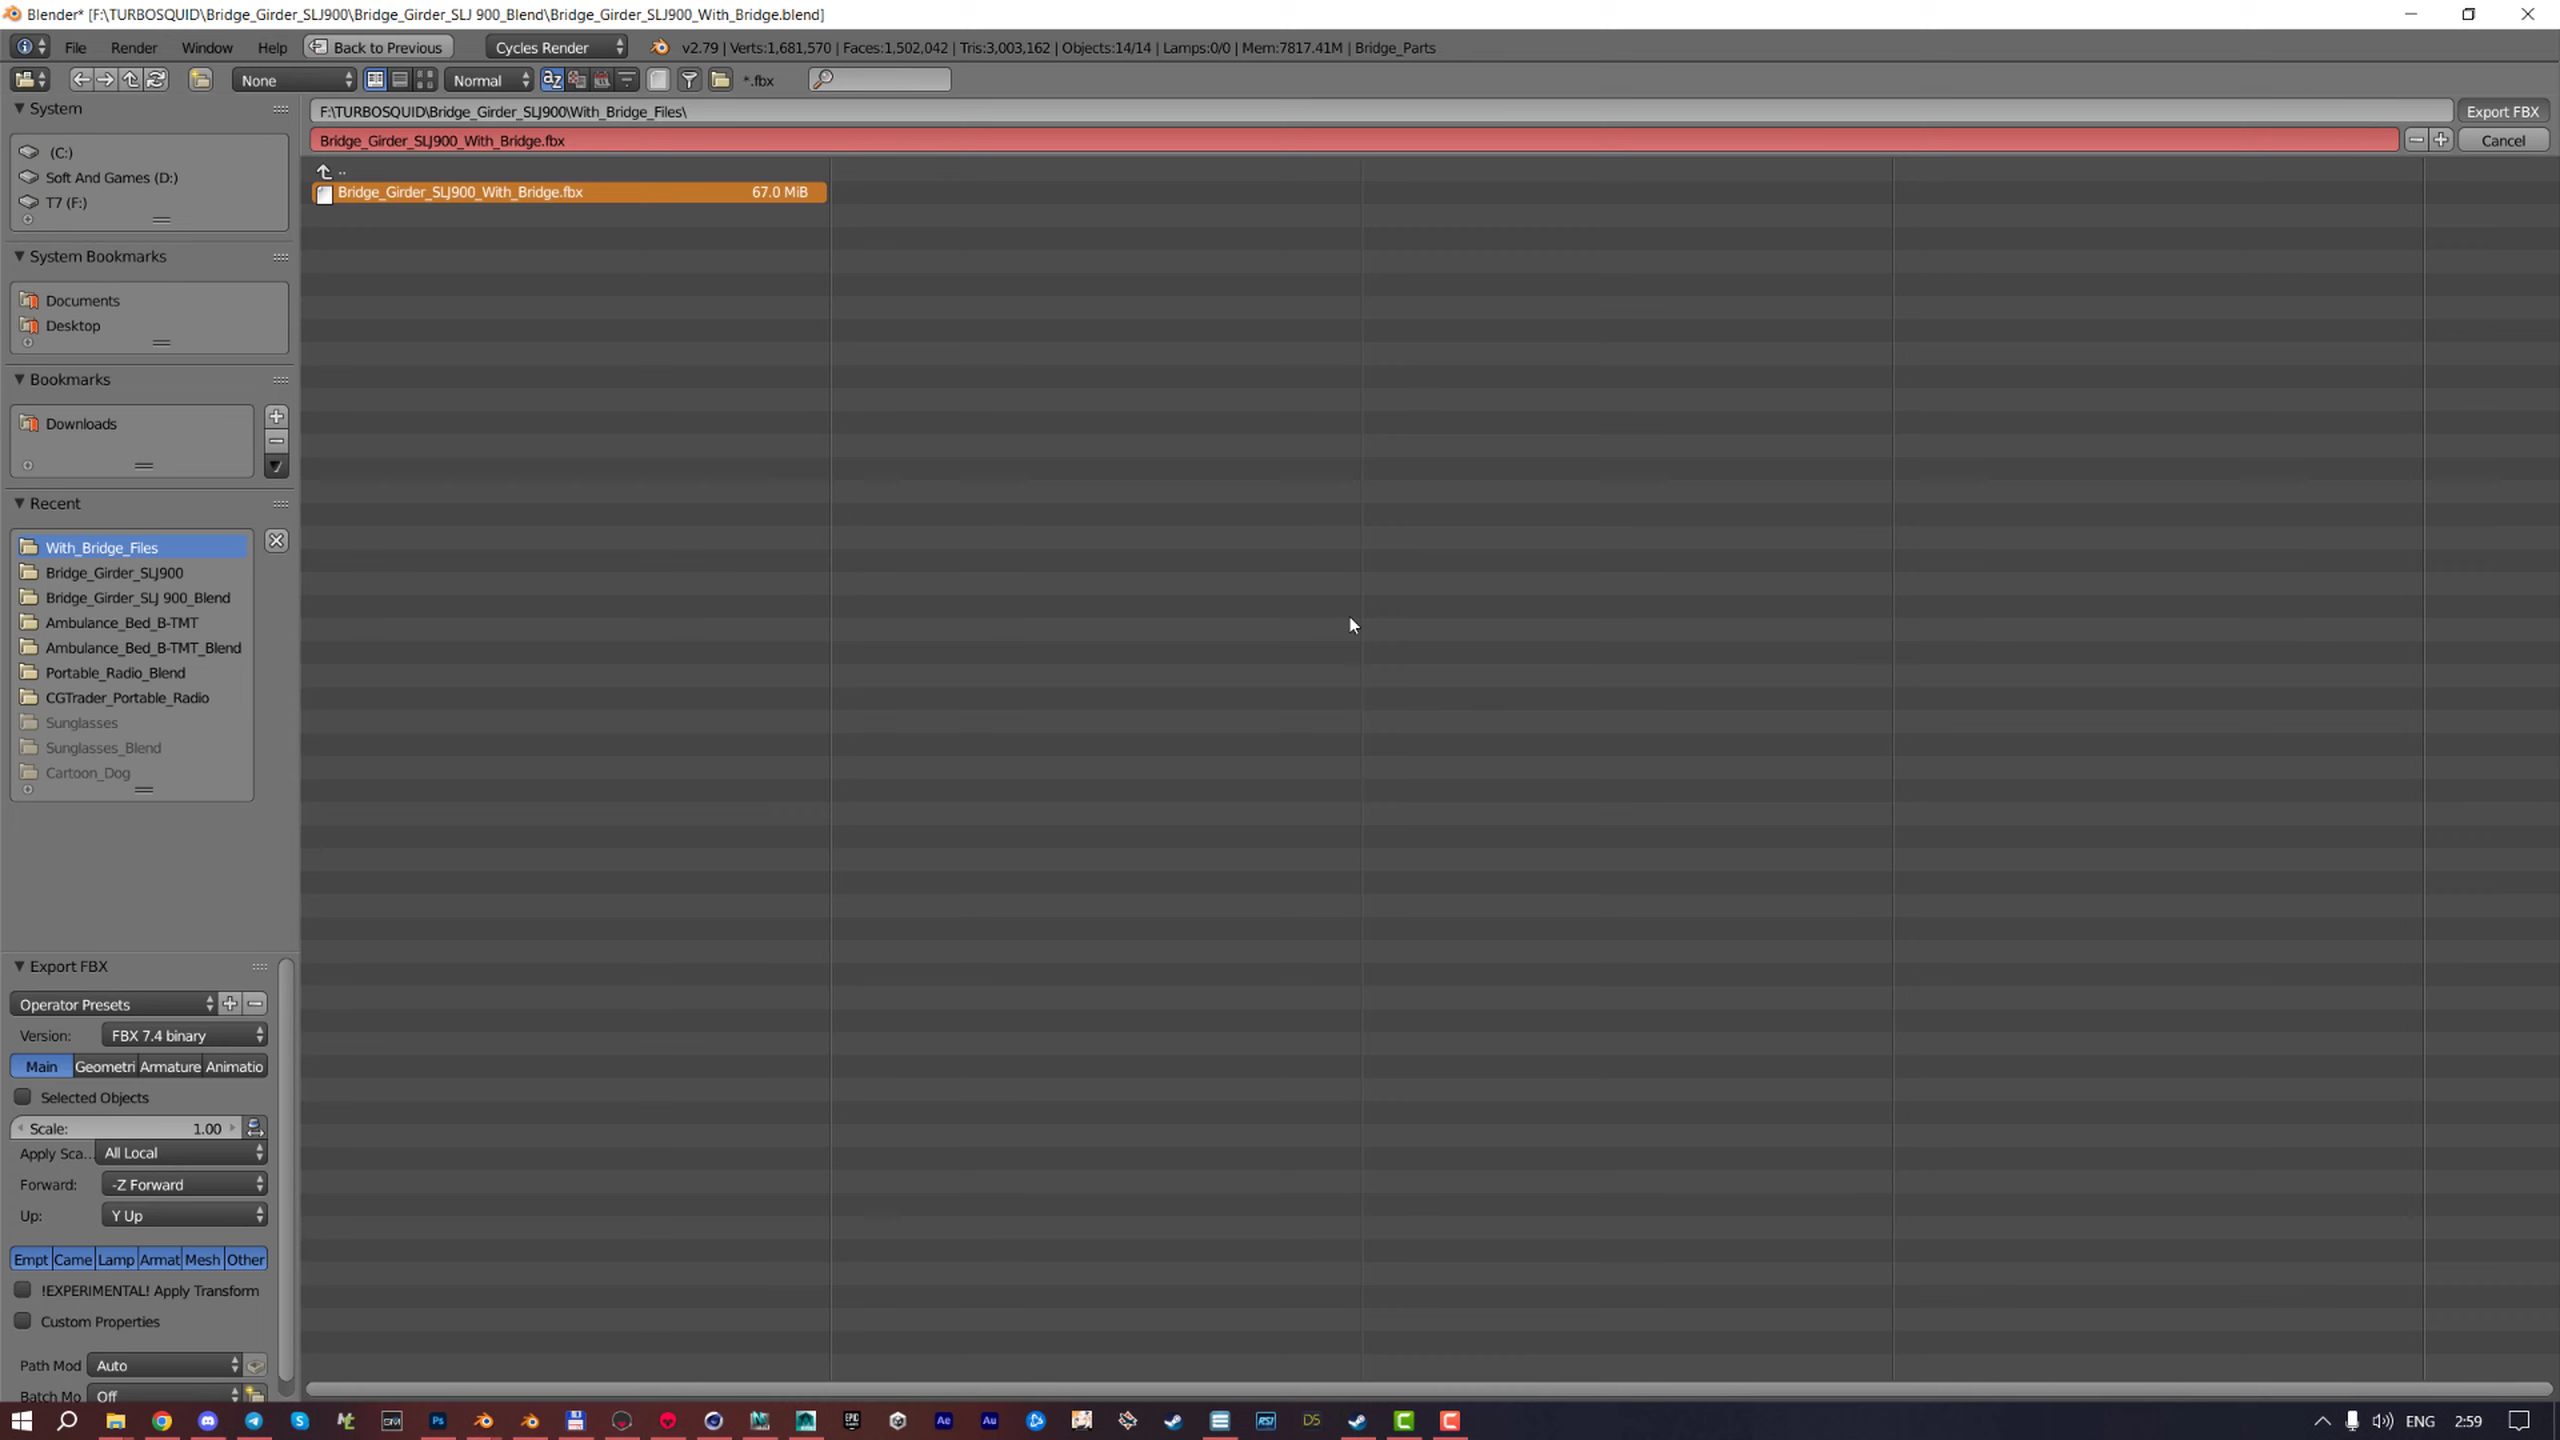 Blender* [F:\TURBOSQUID\Bridge_Girder_SLJ900\Bridge_Girder_SLJ 900_Blend\Bridge_Girder_SLJ900_With_Bridge.blend]
File Render Window Help Back to Previous Cycles Render v2.79 | Verts:1,681,570 | Faces:1,502,042 | Tris:3,003,162 | Objects:14/14 | Lamps:0/0 | Mem:7817.41M | Bridge_Parts
None Normal *.fbx
System
F:\TURBOSQUID\Bridge_Girder_SLJ900\With_Bridge_Files\ Export FBX
Bridge_Girder_SLJ900_With_Bridge.fbx Cancel
(C:)
..
Soft And Games (D:)
Bridge_Girder_SLJ900_With_Bridge.fbx 67.0 MiB
T7 (F:)
System Bookmarks
Documents
Desktop
Bookmarks
Downloads
Recent
With_Bridge_Files
Bridge_Girder_SLJ900
Bridge_Girder_SLJ 900_Blend
Ambulance_Bed_B-TMT
Ambulance_Bed_B-TMT_Blend
Portable_Radio_Blend
CGTrader_Portable_Radio
Sunglasses
Sunglasses_Blend
Cartoon_Dog
Export FBX
Operator Presets
Version: FBX 7.4 binary
Main Geometri Armature Animatio
Selected Objects
Scale: 1.00
Apply Sca... All Local
Forward: -Z Forward
Up: Y Up
Empt Came Lamp Armat Mesh Other
!EXPERIMENTAL! Apply Transform
Custom Properties
Path Mod Auto
Batch Mo Off
Ps EPIC Ae Au RSI DS ENG 2:59